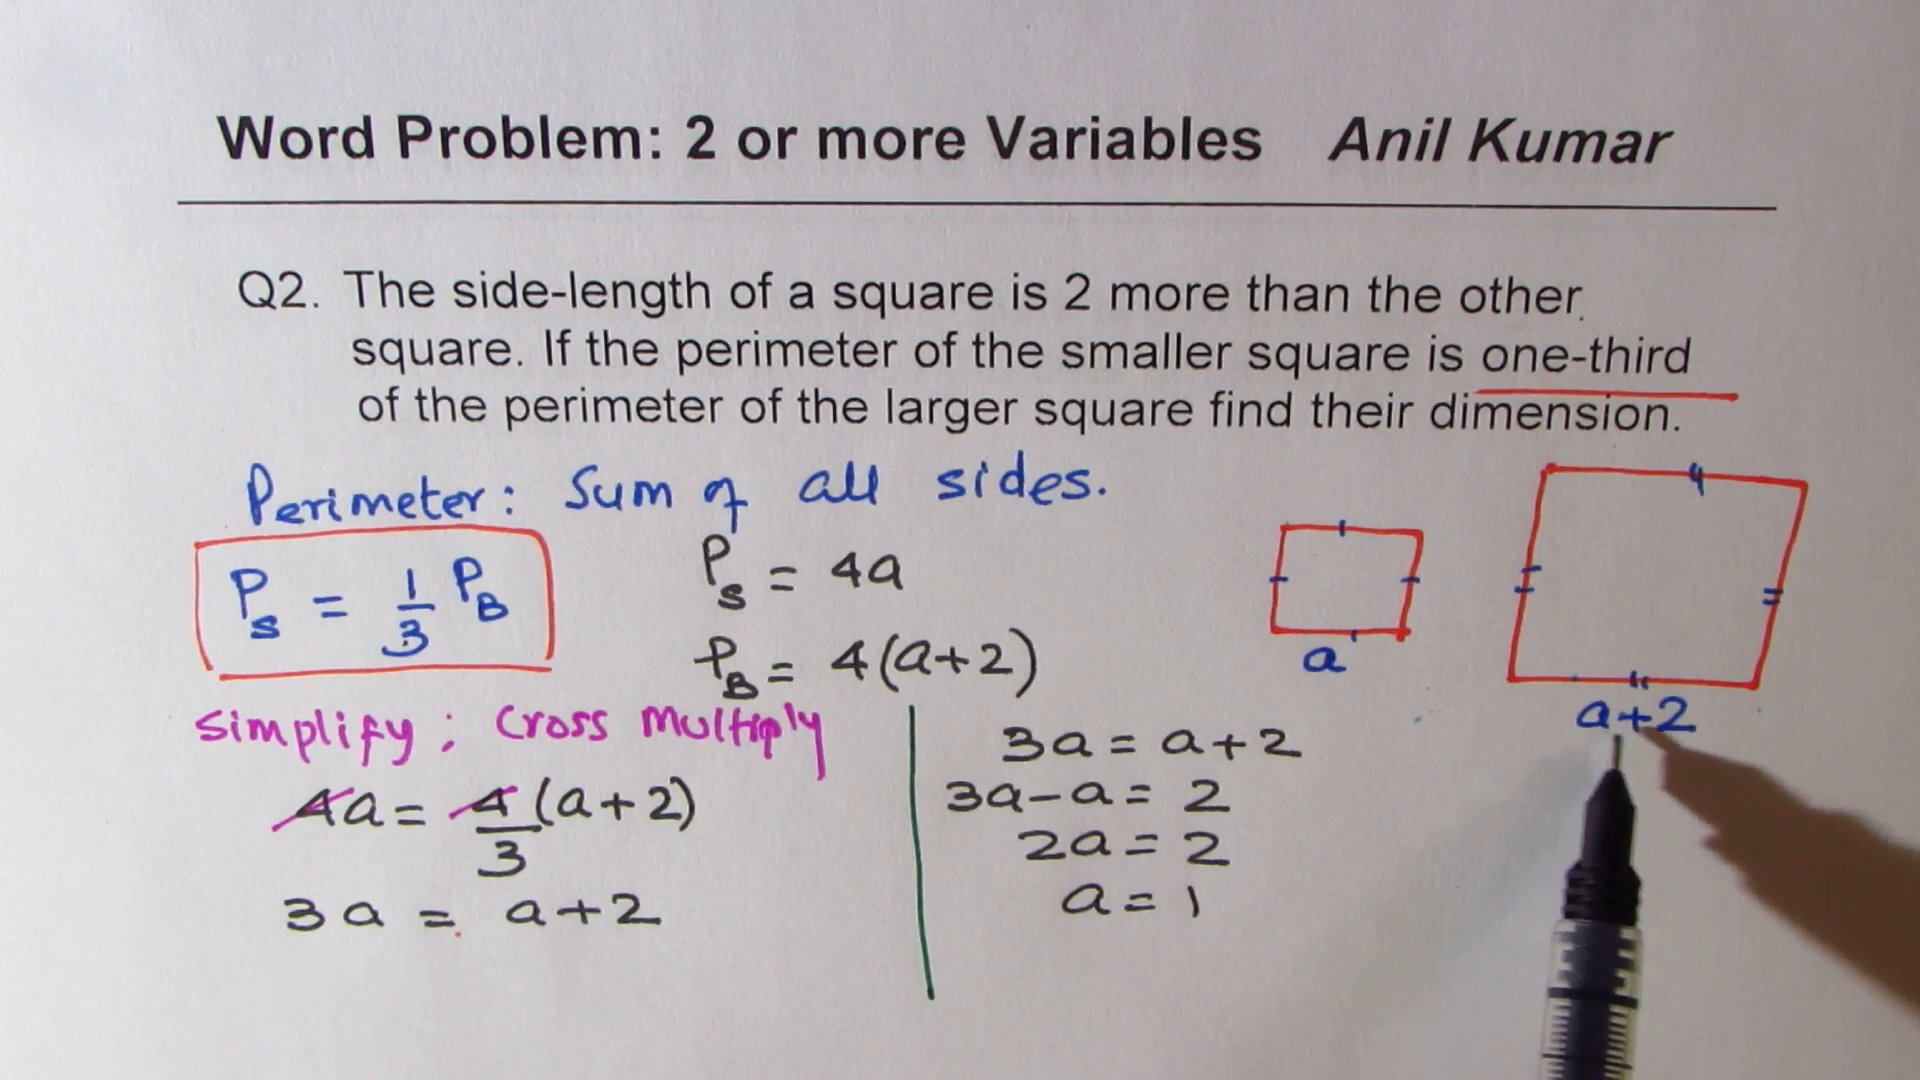 Word Problem: 2 or more Variables Anil Kumar
Q2. The side-length of a square is 2 more than the other
square. If the perimeter of the smaller square is one-third
of the perimeter of the larger square find their dimension.
Perimeter: Sum of all sides.
Ps = 1/3 PB
Ps = 4a
PB = 4(a+2)
a
a+2
Simplify; Cross Multiply
4a = 4/3 (a+2)
3a = a+2
3a = a+2
3a-a = 2
2a = 2
a = 1